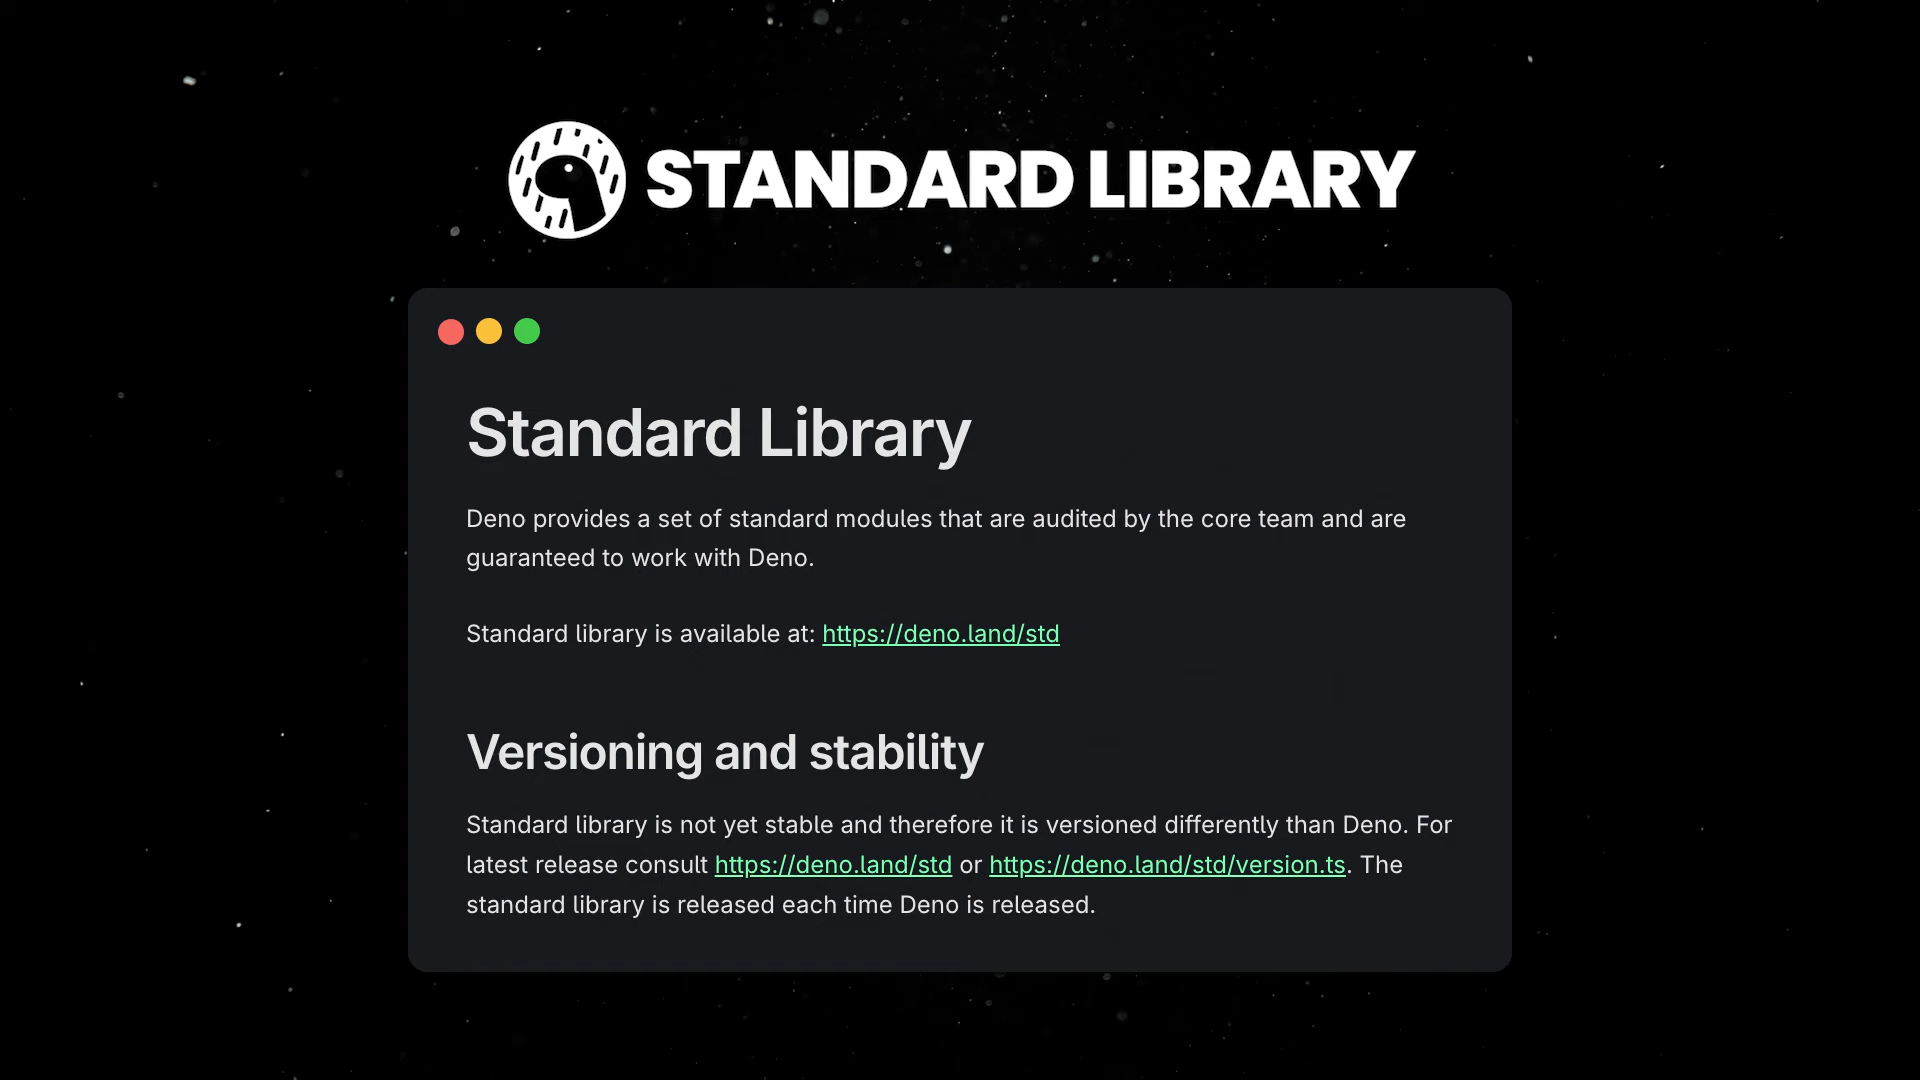 STANDARD LIBRARY
Standard Library
Deno provides a set of standard modules that are audited by the core team and are
guaranteed to work with Deno.
Standard library is available at: https://deno.land/std
Versioning and stability
Standard library is not yet stable and therefore it is versioned differently than Deno. For
latest release consult https://deno.land/std or https://deno.land/std/version.ts. The
standard library is released each time Deno is released.